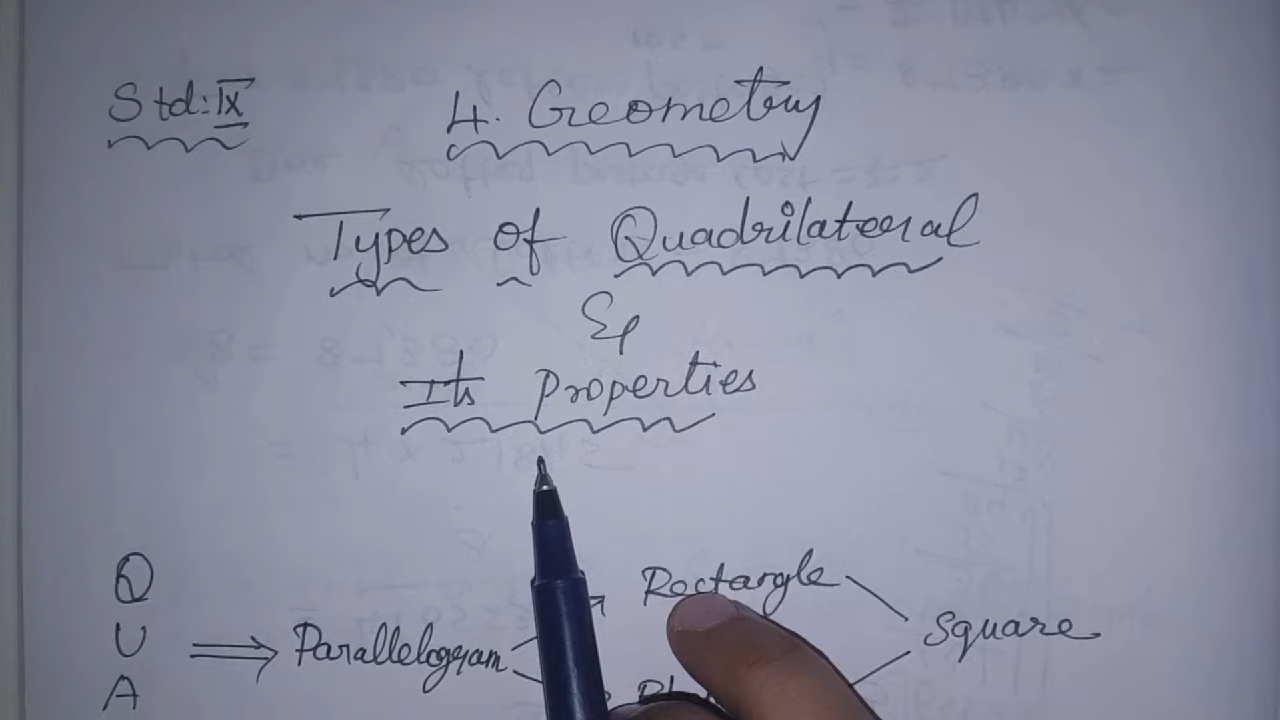 Std: IX
4. Geometry
Types of Quadrilateral
&
Its Properties
Q
U
A
Parallelogram
Rectangle
Square